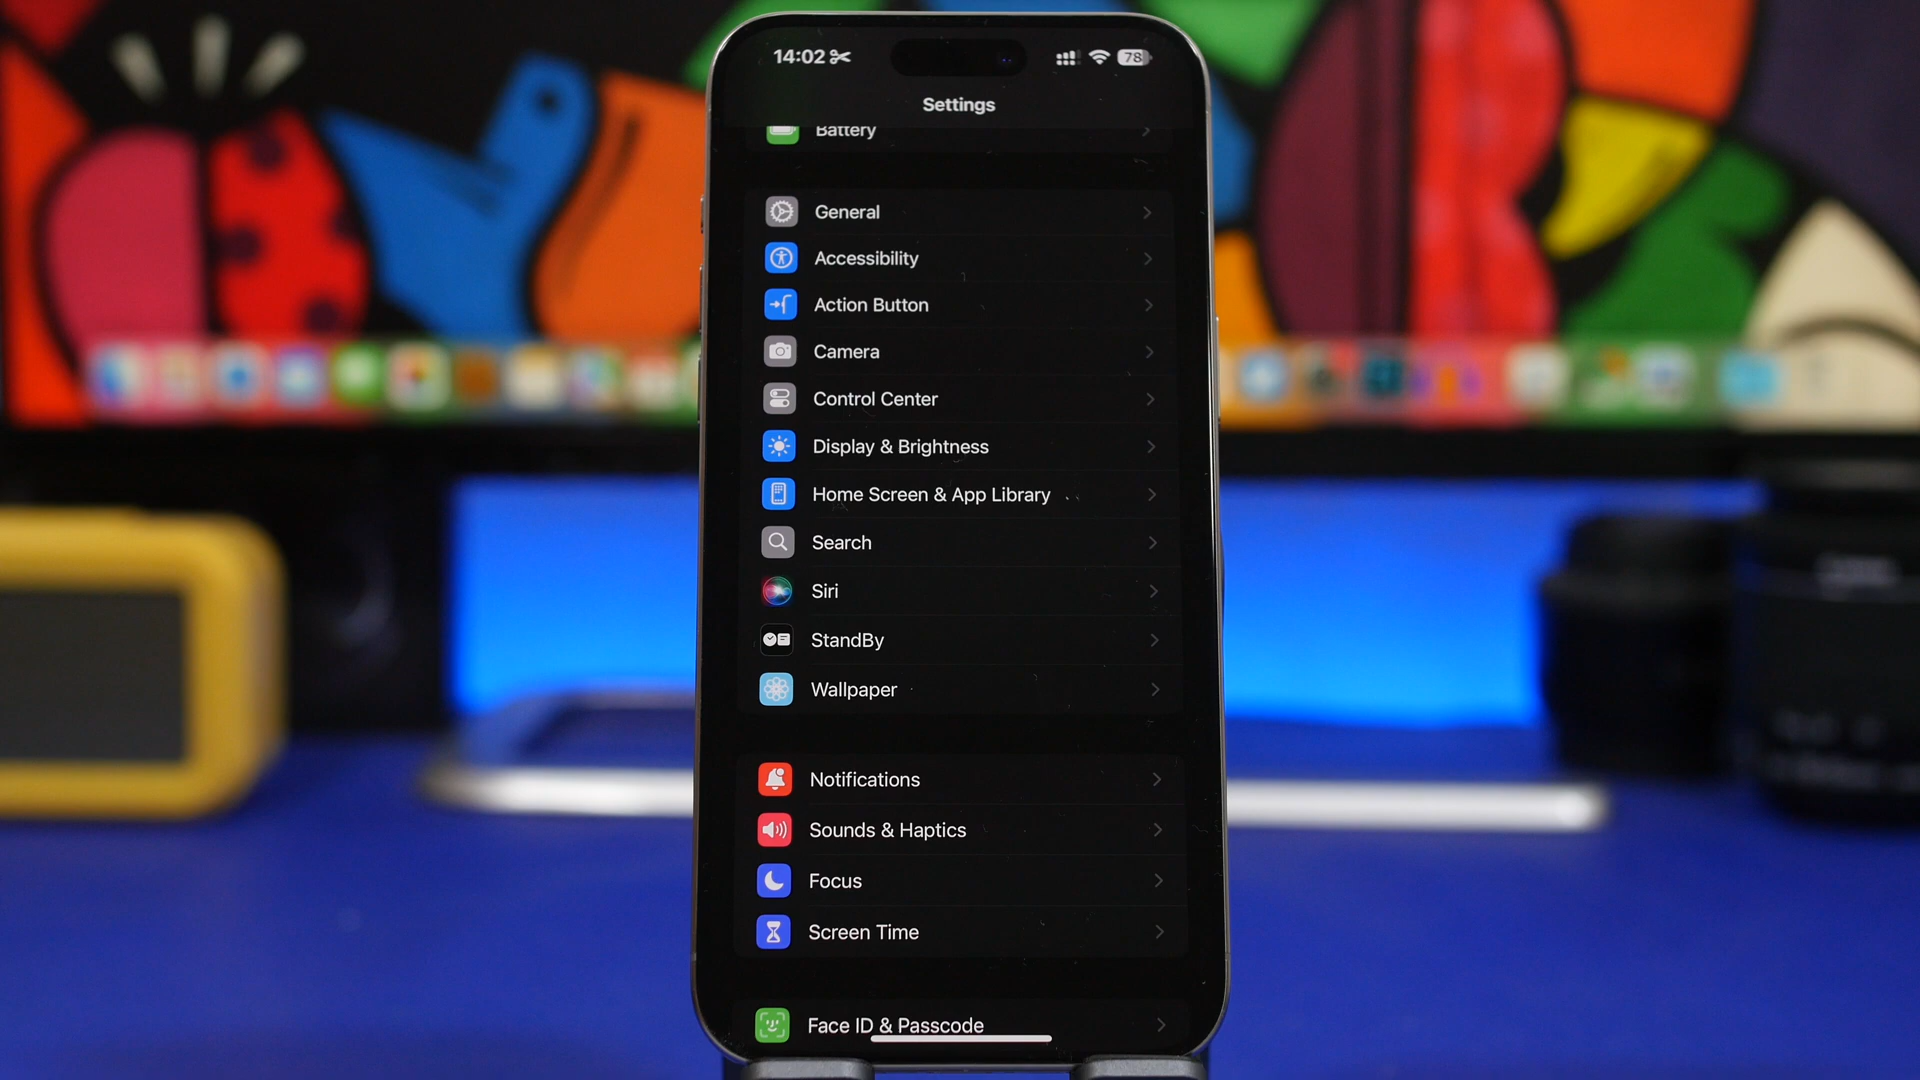 14:02
78
Settings
Battery
General
Accessibility
Action Button
Camera
Control Center
Display & Brightness
Home Screen & App Library
Search
Siri
StandBy
Wallpaper
Notifications
Sounds & Haptics
Focus
Screen Time
Face ID & Passcode